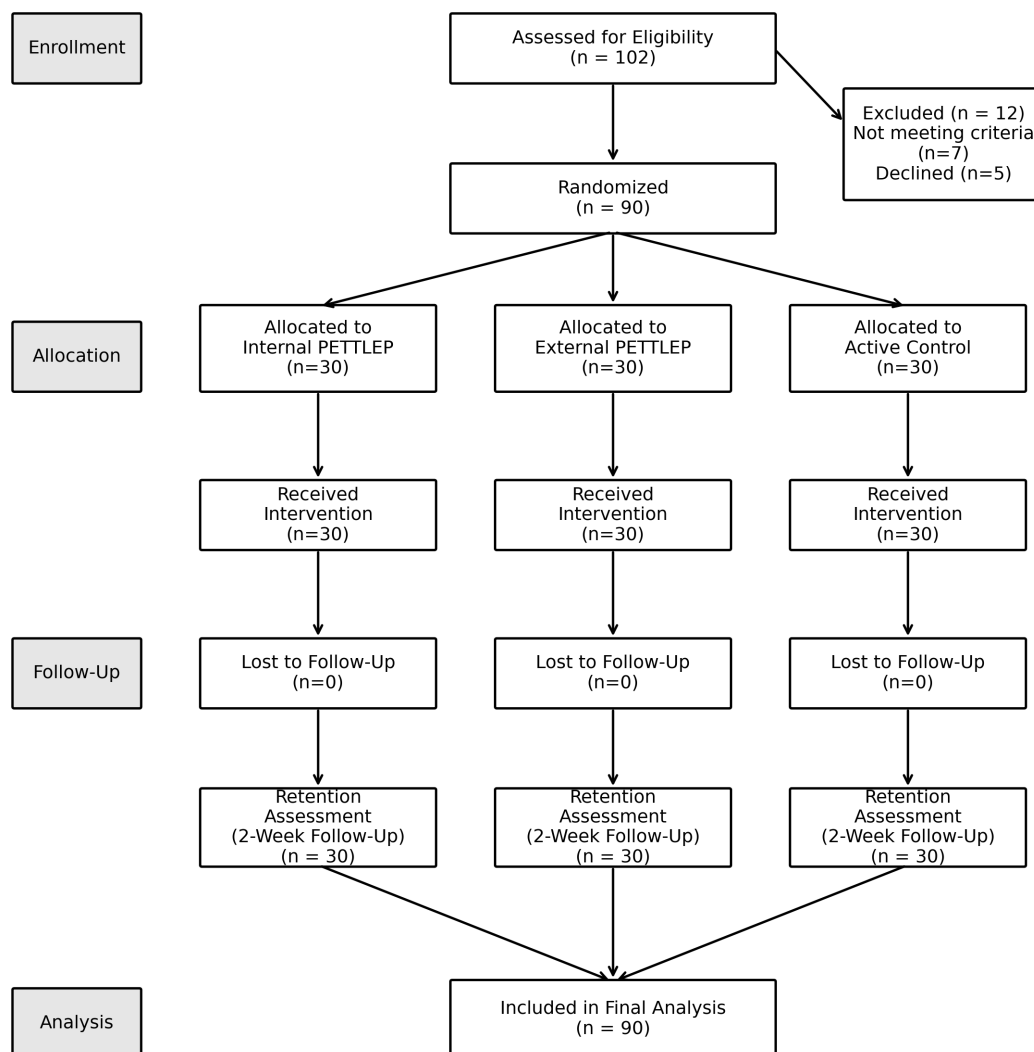 Enrollment
Assessed for Eligibility
(n = 102)
Excluded (n = 12)
Not meeting criteria
(n=7)
Declined (n=5)
Randomized
(n = 90)
Allocation
Allocated to
Internal PETTLEP
(n=30)
Allocated to
External PETTLEP
(n=30)
Allocated to
Active Control
(n=30)
Received
Intervention
(n=30)
Received
Intervention
(n=30)
Received
Intervention
(n=30)
Follow-Up
Lost to Follow-Up
(n=0)
Lost to Follow-Up
(n=0)
Lost to Follow-Up
(n=0)
Retention
Assessment
(2-Week Follow-Up)
(n = 30)
Retention
Assessment
(2-Week Follow-Up)
(n = 30)
Retention
Assessment
(2-Week Follow-Up)
(n = 30)
Analysis
Included in Final Analysis
(n = 90)